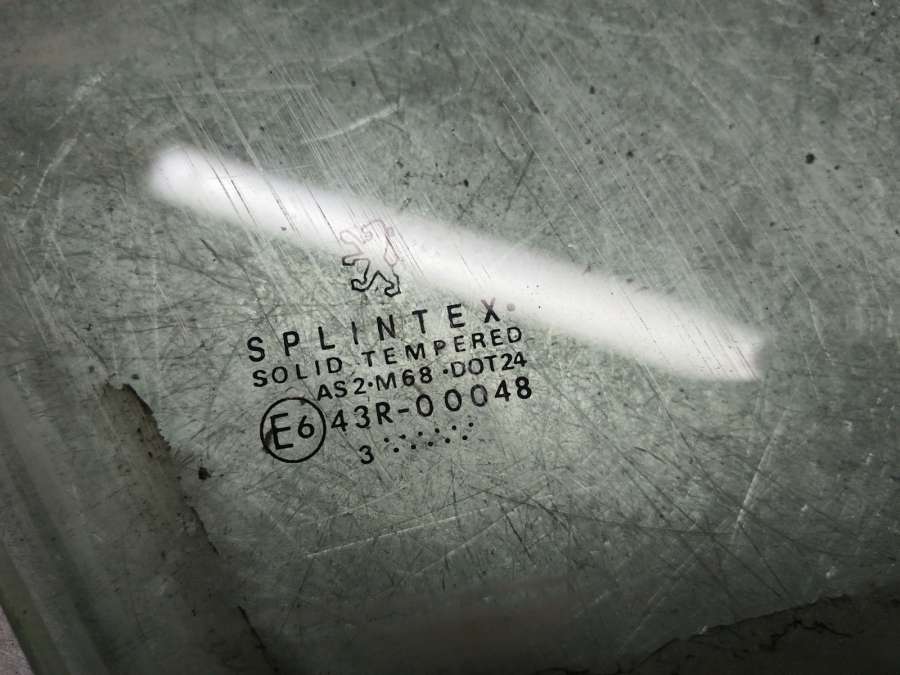 SPLINTEX
SOLID TEMPERED
AS2·M68·DOT24
E6 43R-00048
3